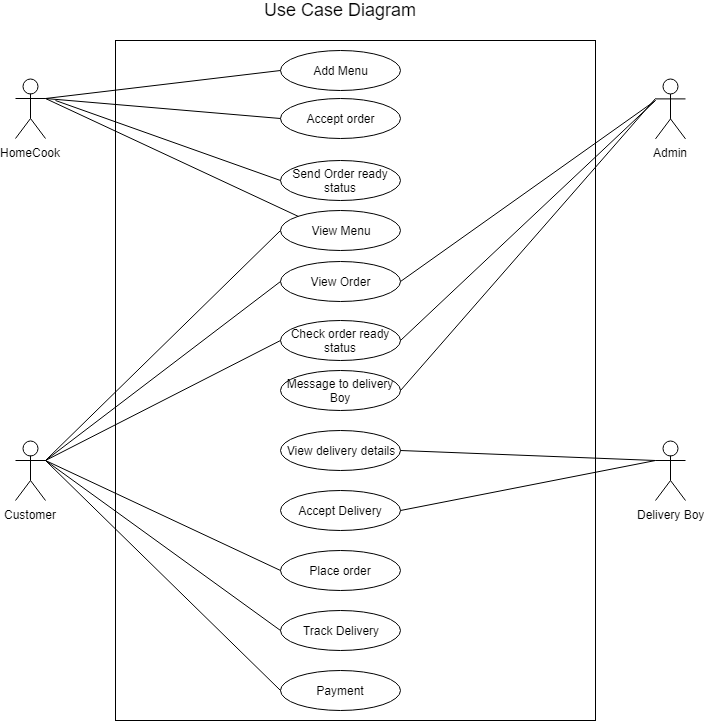 Use Case Diagram
Add Menu
Accept order
HomeCook
Admin
Send Order ready
status
View Menu
View Order
Check order ready
status
Message to delivery
Boy
View delivery details
Accept Delivery
Customer
Delivery Boy
Place order
Track Delivery
Payment